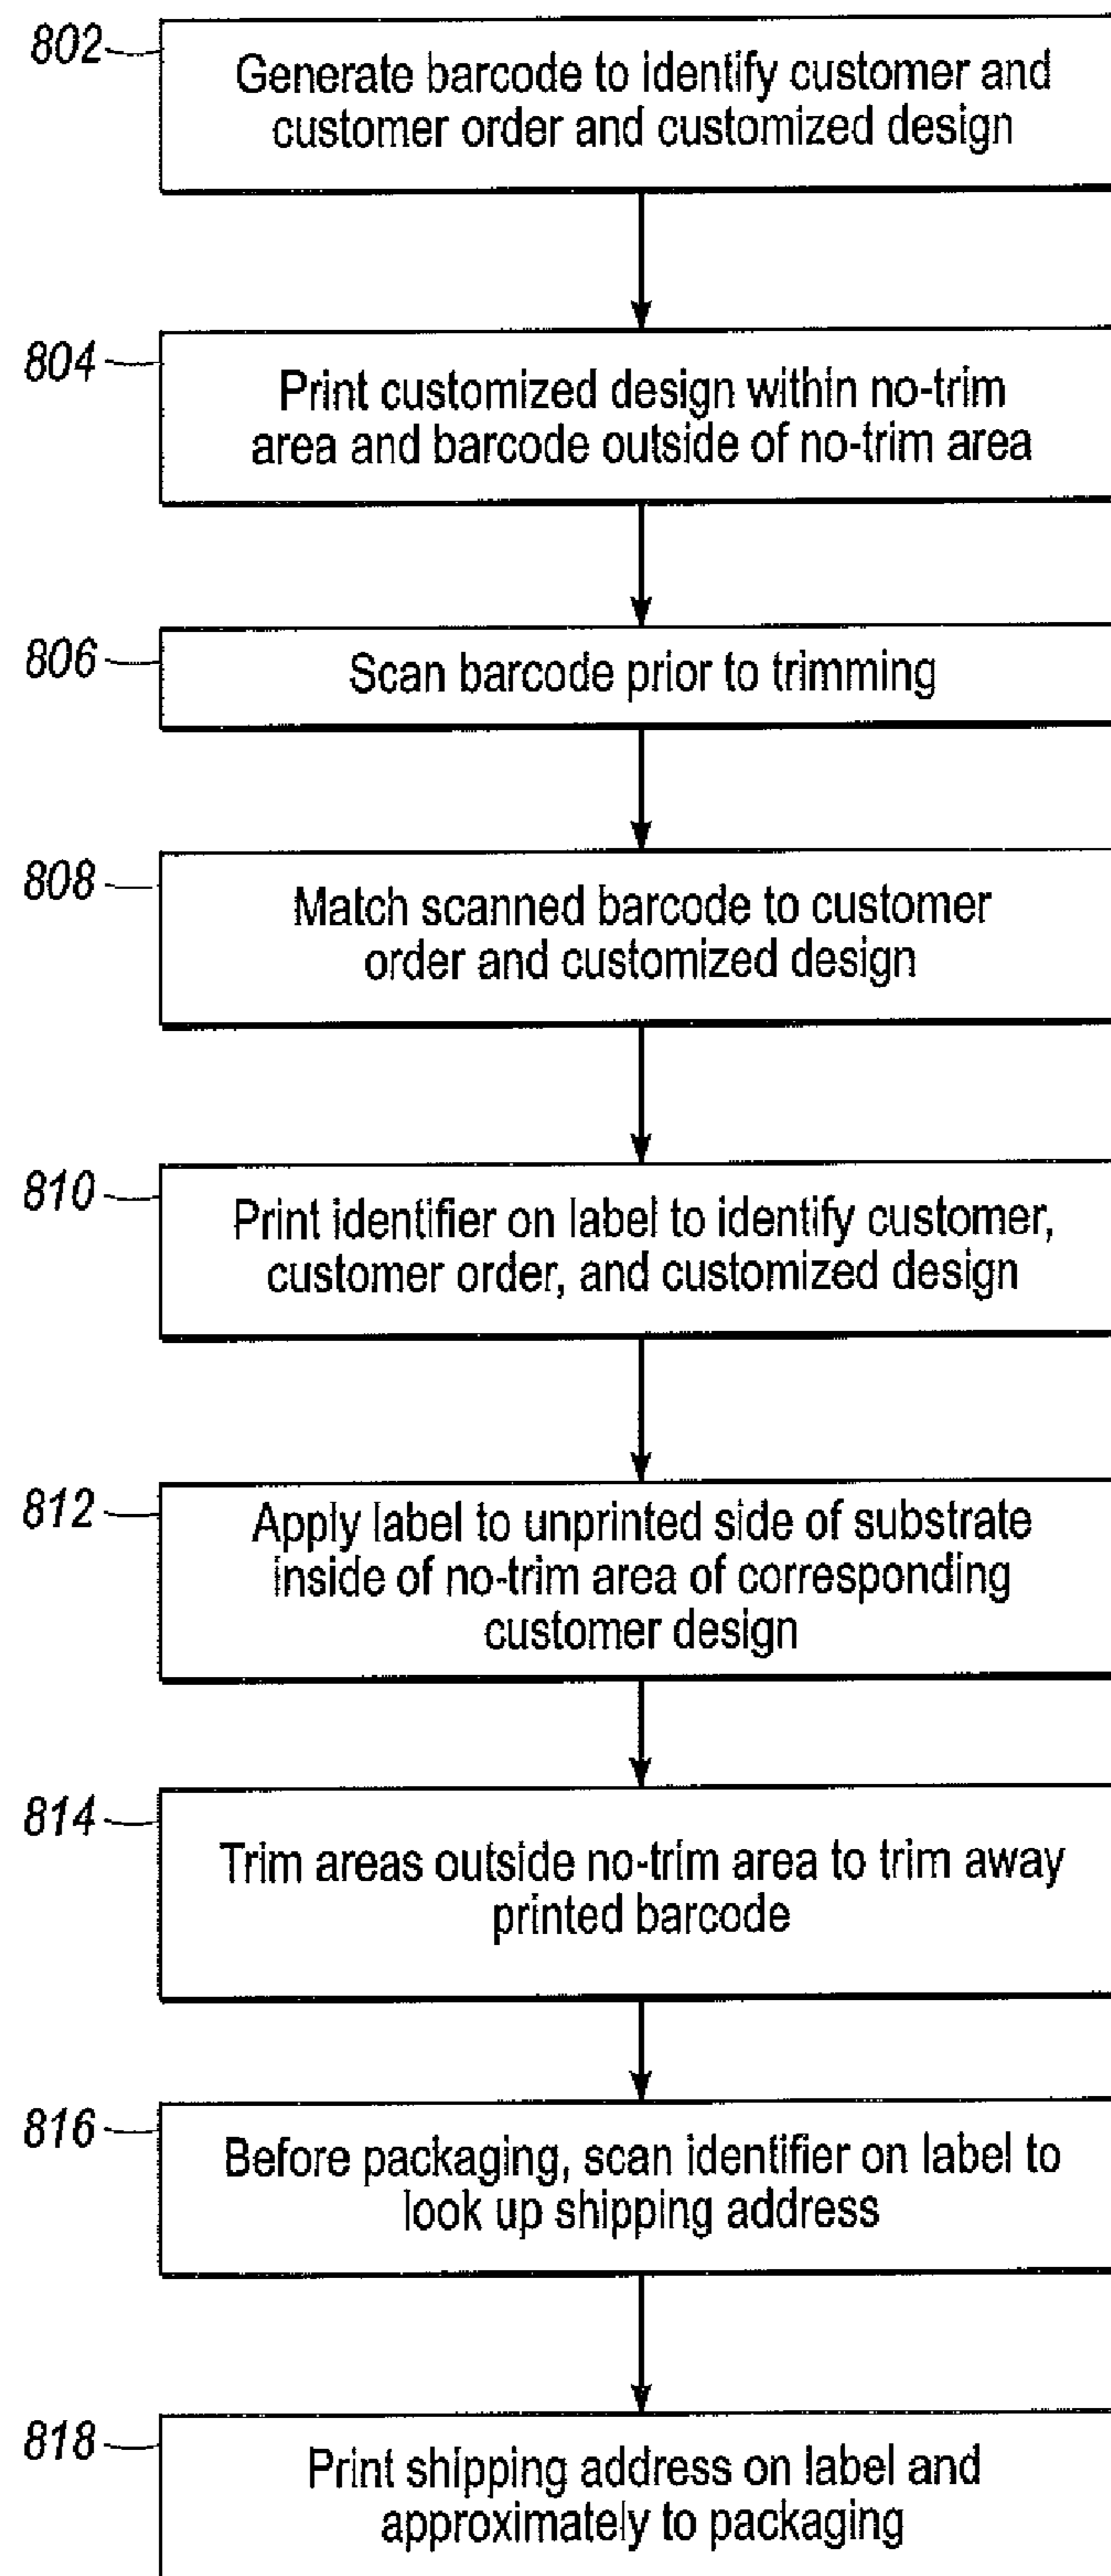 802
Generate barcode to identify customer and
customer order and customized design
804
Print customized design within no-trim
area and barcode outside of no-trim area
806
Scan barcode prior to trimming
808
Match scanned barcode to customer
order and customized design
810
Print identifier on label to identify customer,
customer order, and customized design
812
Apply label to unprinted side of substrate
inside of no-trim area of corresponding
customer design
814
Trim areas outside no-trim area to trim away
printed barcode
816
Before packaging, scan identifier on label to
look up shipping address
818
Print shipping address on label and
approximately to packaging